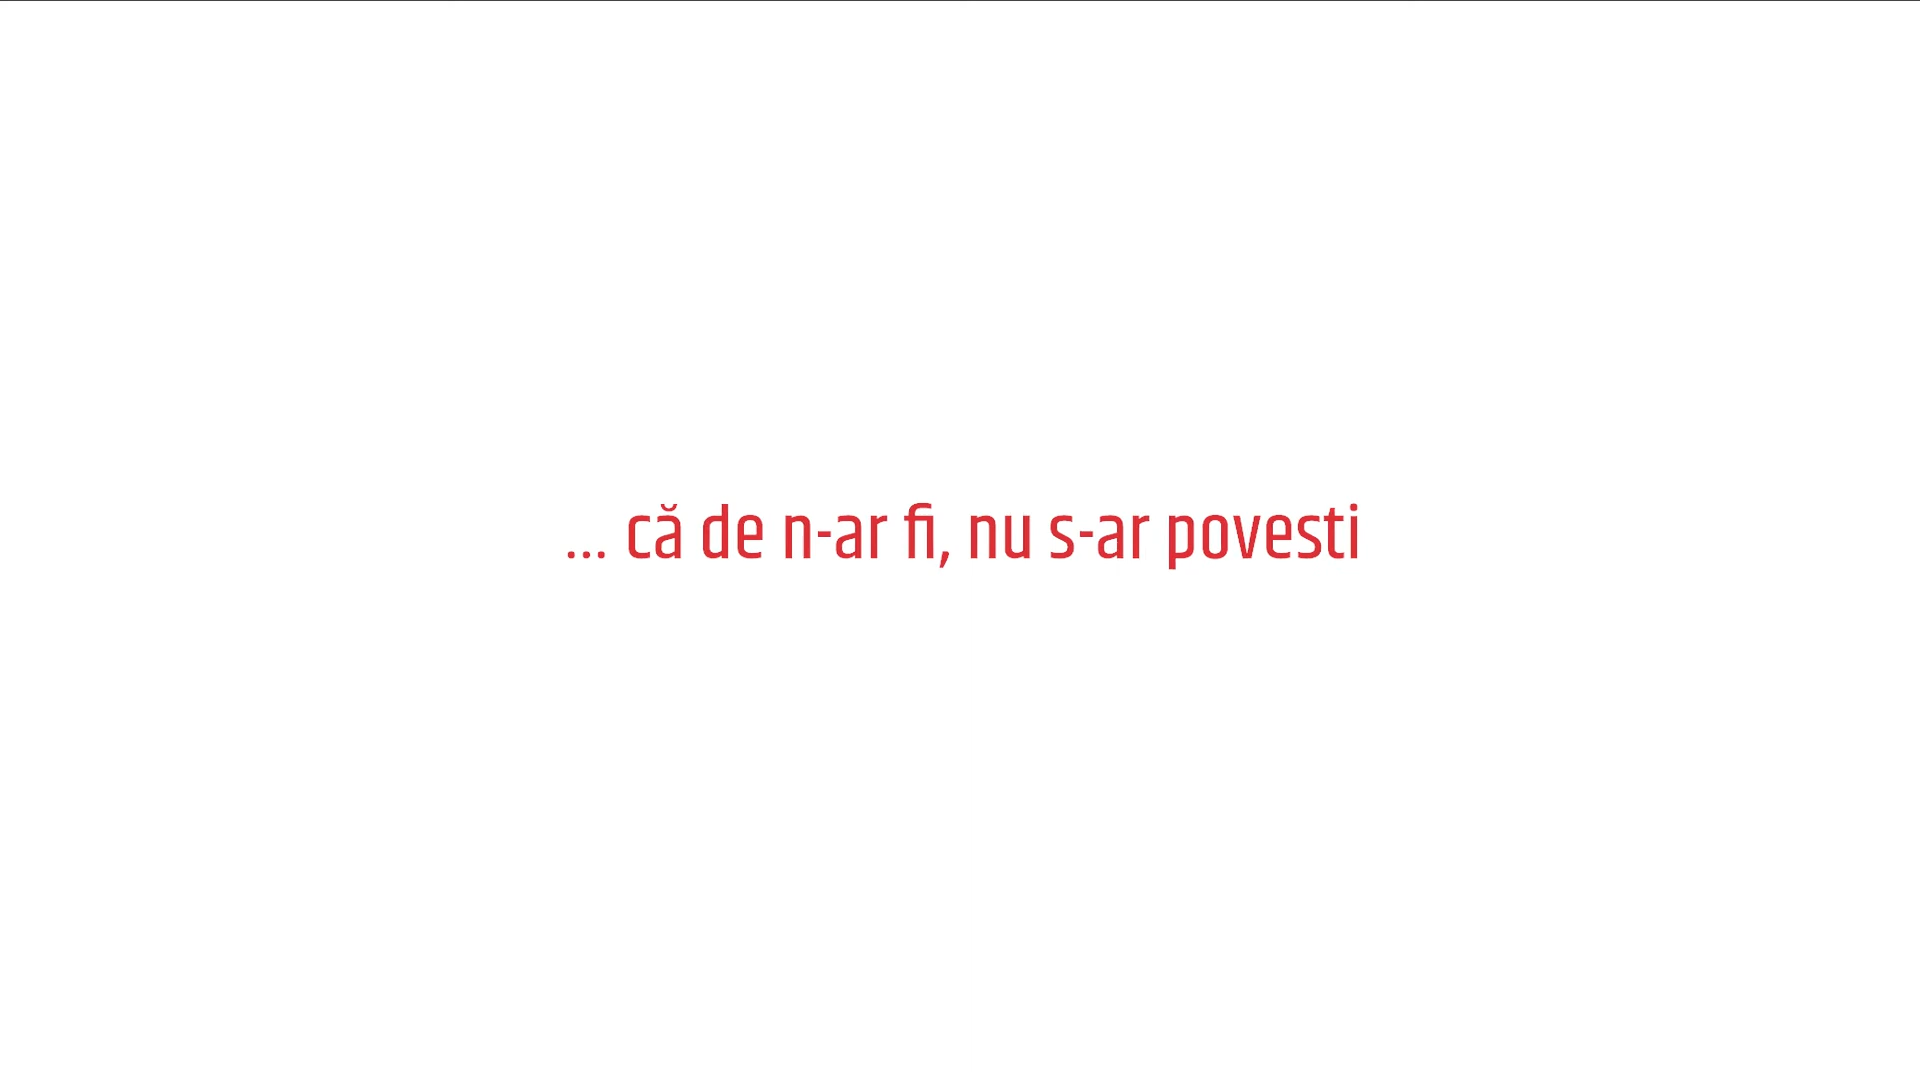 ... că de n-ar fi, nu s-ar povesti